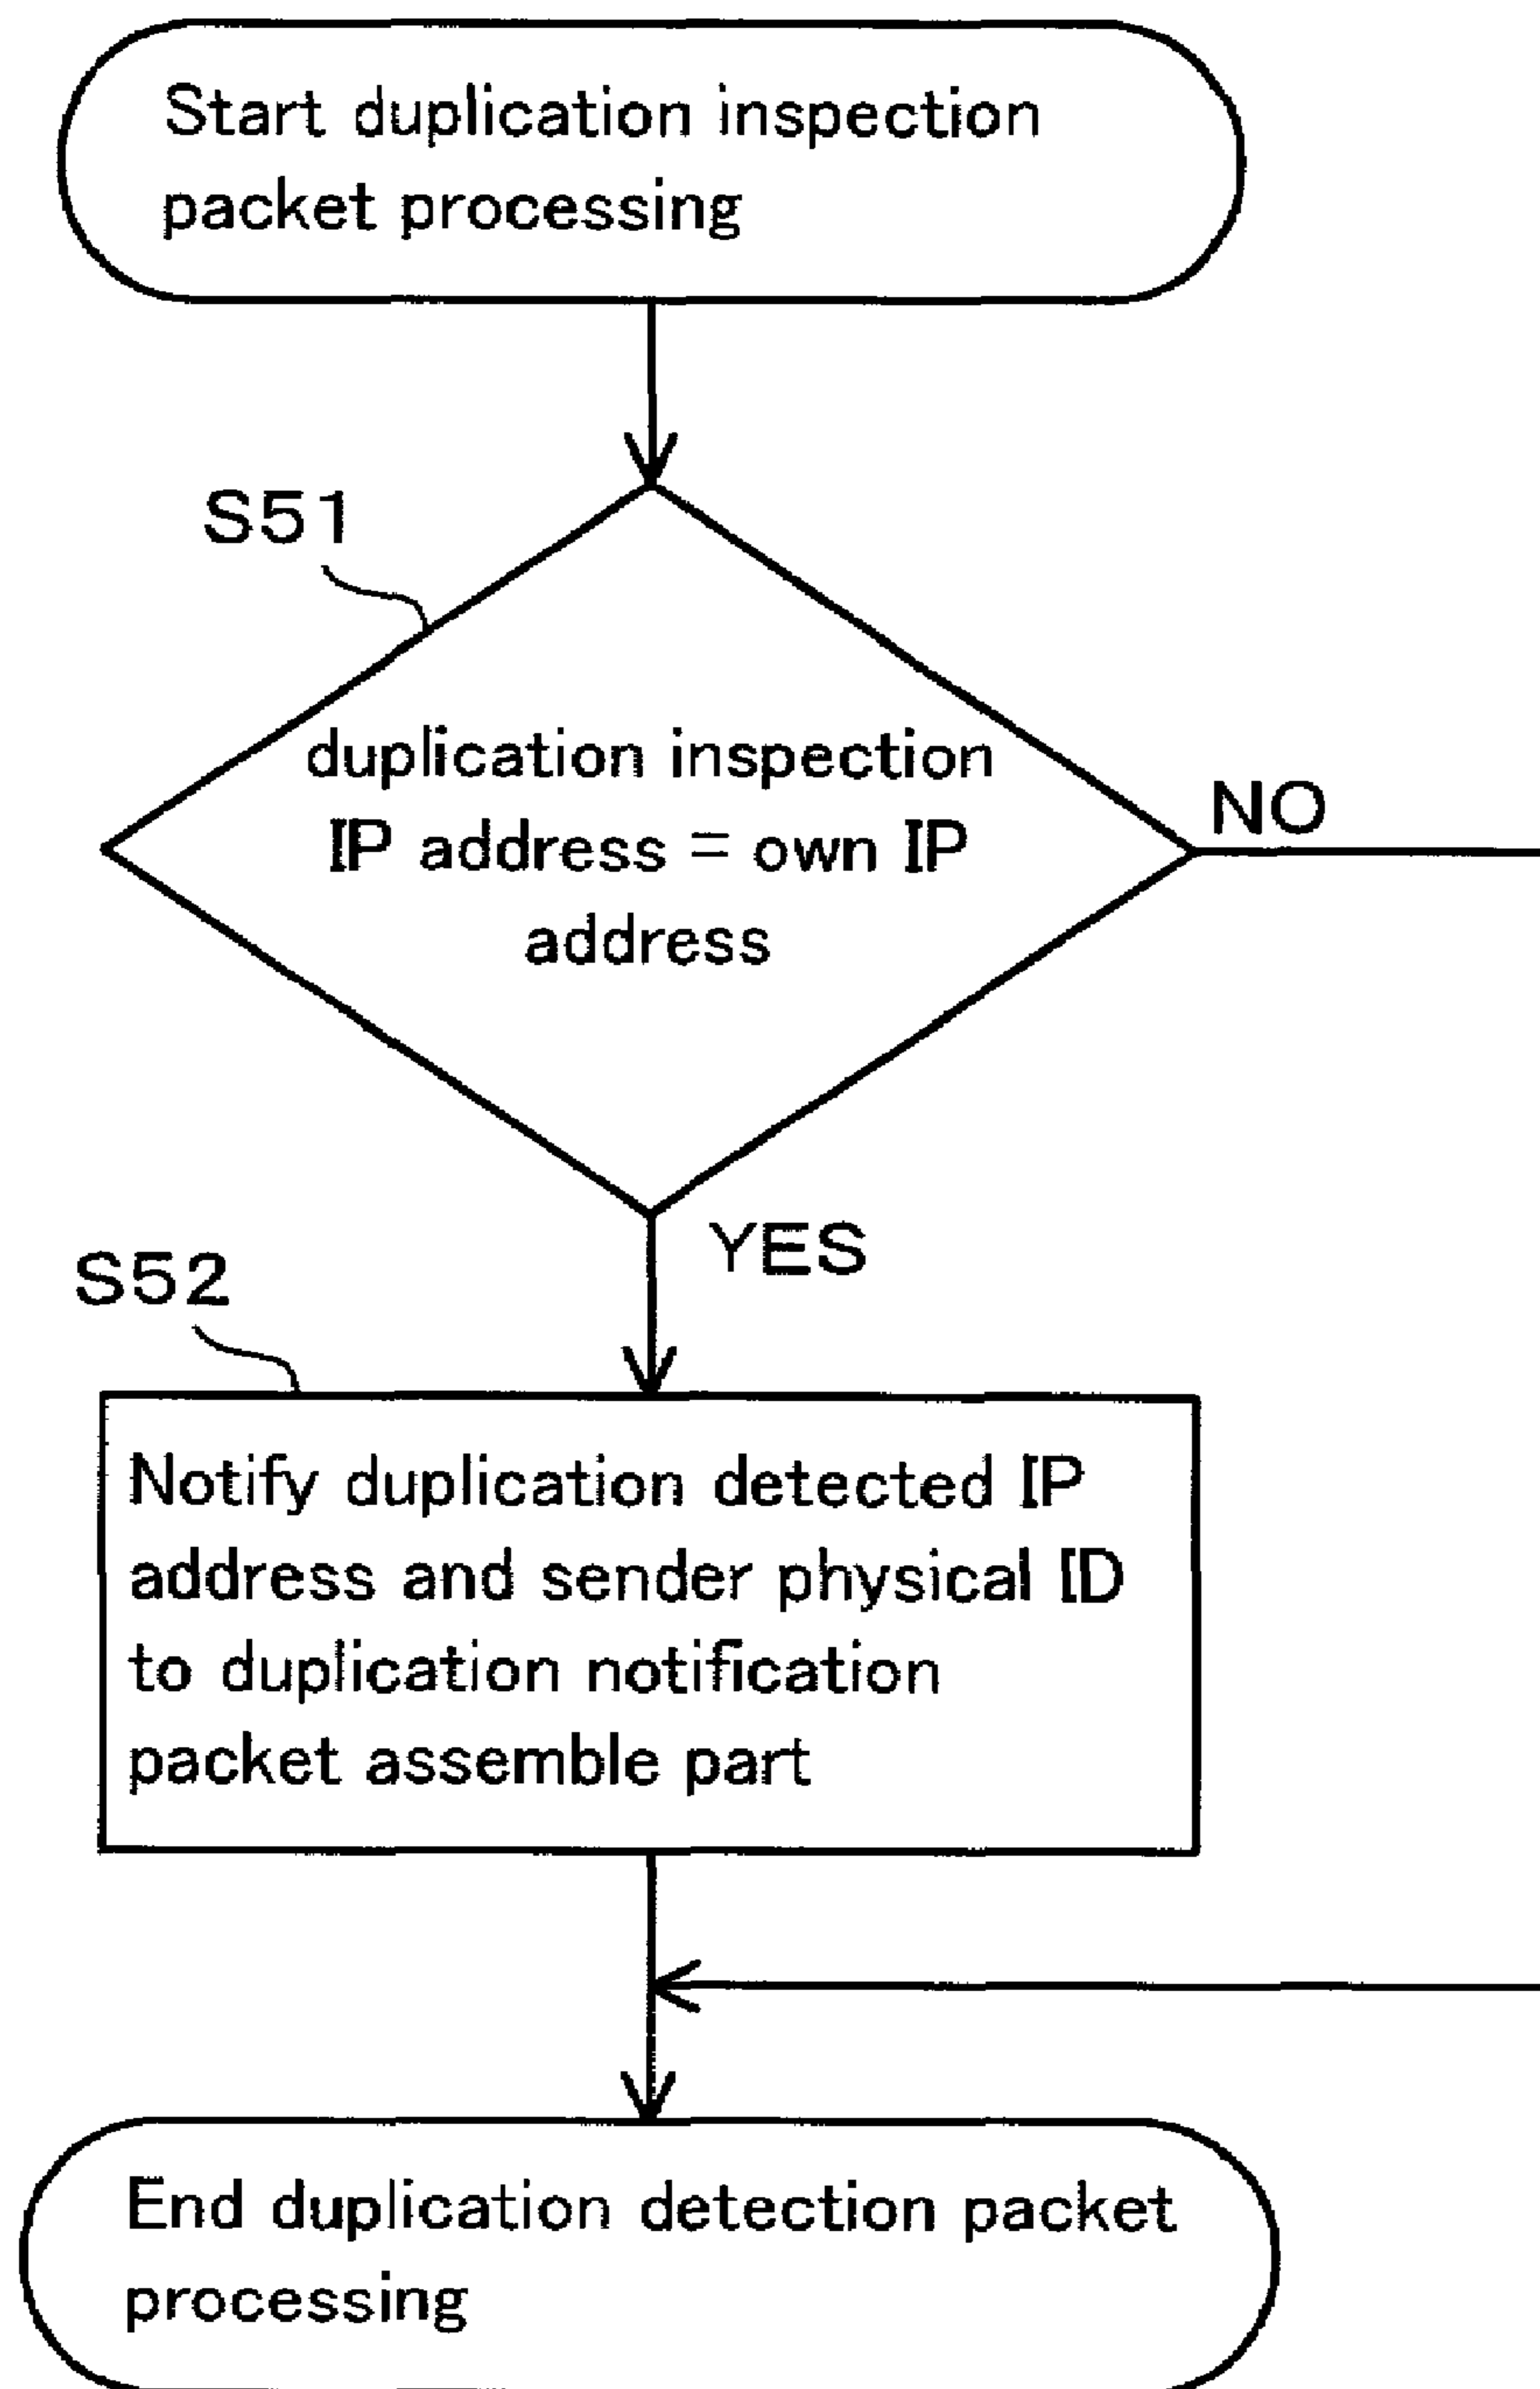 Start duplication inspection
packet processing
S51
duplication inspection
IP address = own IP
address
NO
YES
S52
Notify duplication detected IP
address and sender physical ID
to duplication notification
packet assemble part
End duplication detection packet
processing